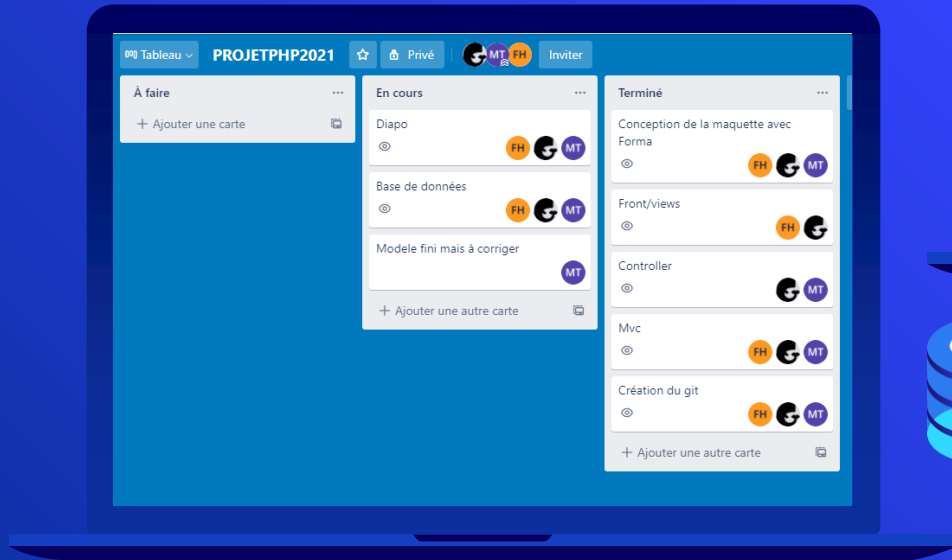 Tableau
PROJETPHP2021
Privé
MT
FH
Inviter
À faire
Ajouter une carte
En cours
Diapo
FH
MT
Base de données
FH
MT
Modele fini mais à corriger
MT
Ajouter une autre carte
Terminé
Conception de la maquette avec
Forma
FH
MT
Front/views
FH
Controller
MT
Mvc
FH
MT
Création du git
FH
MT
Ajouter une autre carte